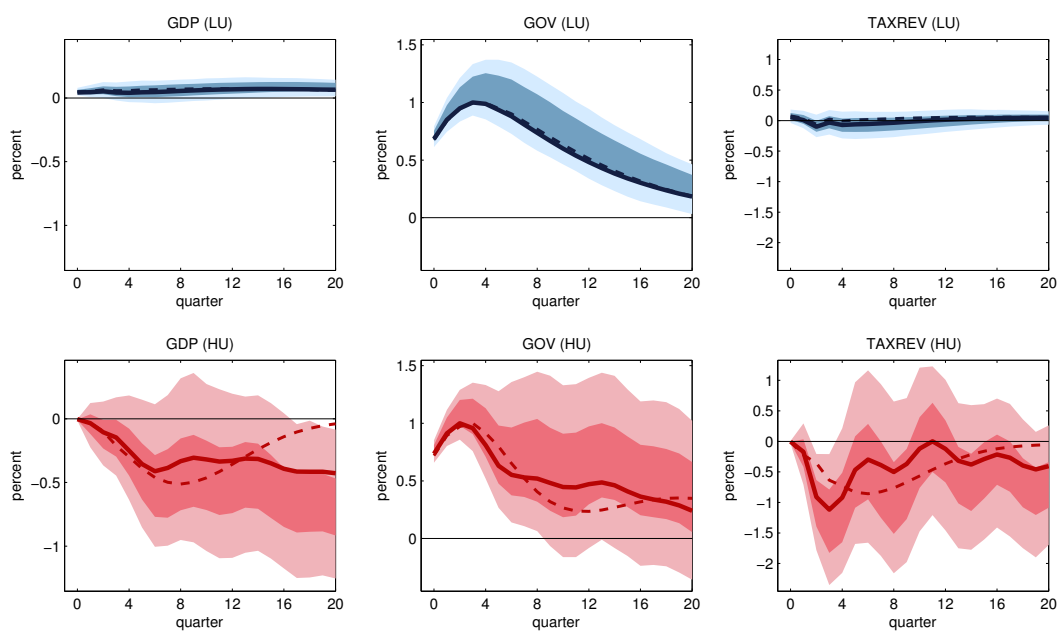 GDP (LU)
GOV (LU)
TAXREV (LU)
percent
0
−0.5
−1
0 4 8 12 16 20
quarter
percent
1.5
1
0.5
0
0 4 8 12 16 20
quarter
percent
1
0.5
0
−0.5
−1
−1.5
−2
0 4 8 12 16 20
quarter
GDP (HU)
GOV (HU)
TAXREV (HU)
percent
0
−0.5
−1
0 4 8 12 16 20
quarter
percent
1.5
1
0.5
0
0 4 8 12 16 20
quarter
percent
1
0.5
0
−0.5
−1
−1.5
−2
0 4 8 12 16 20
quarter